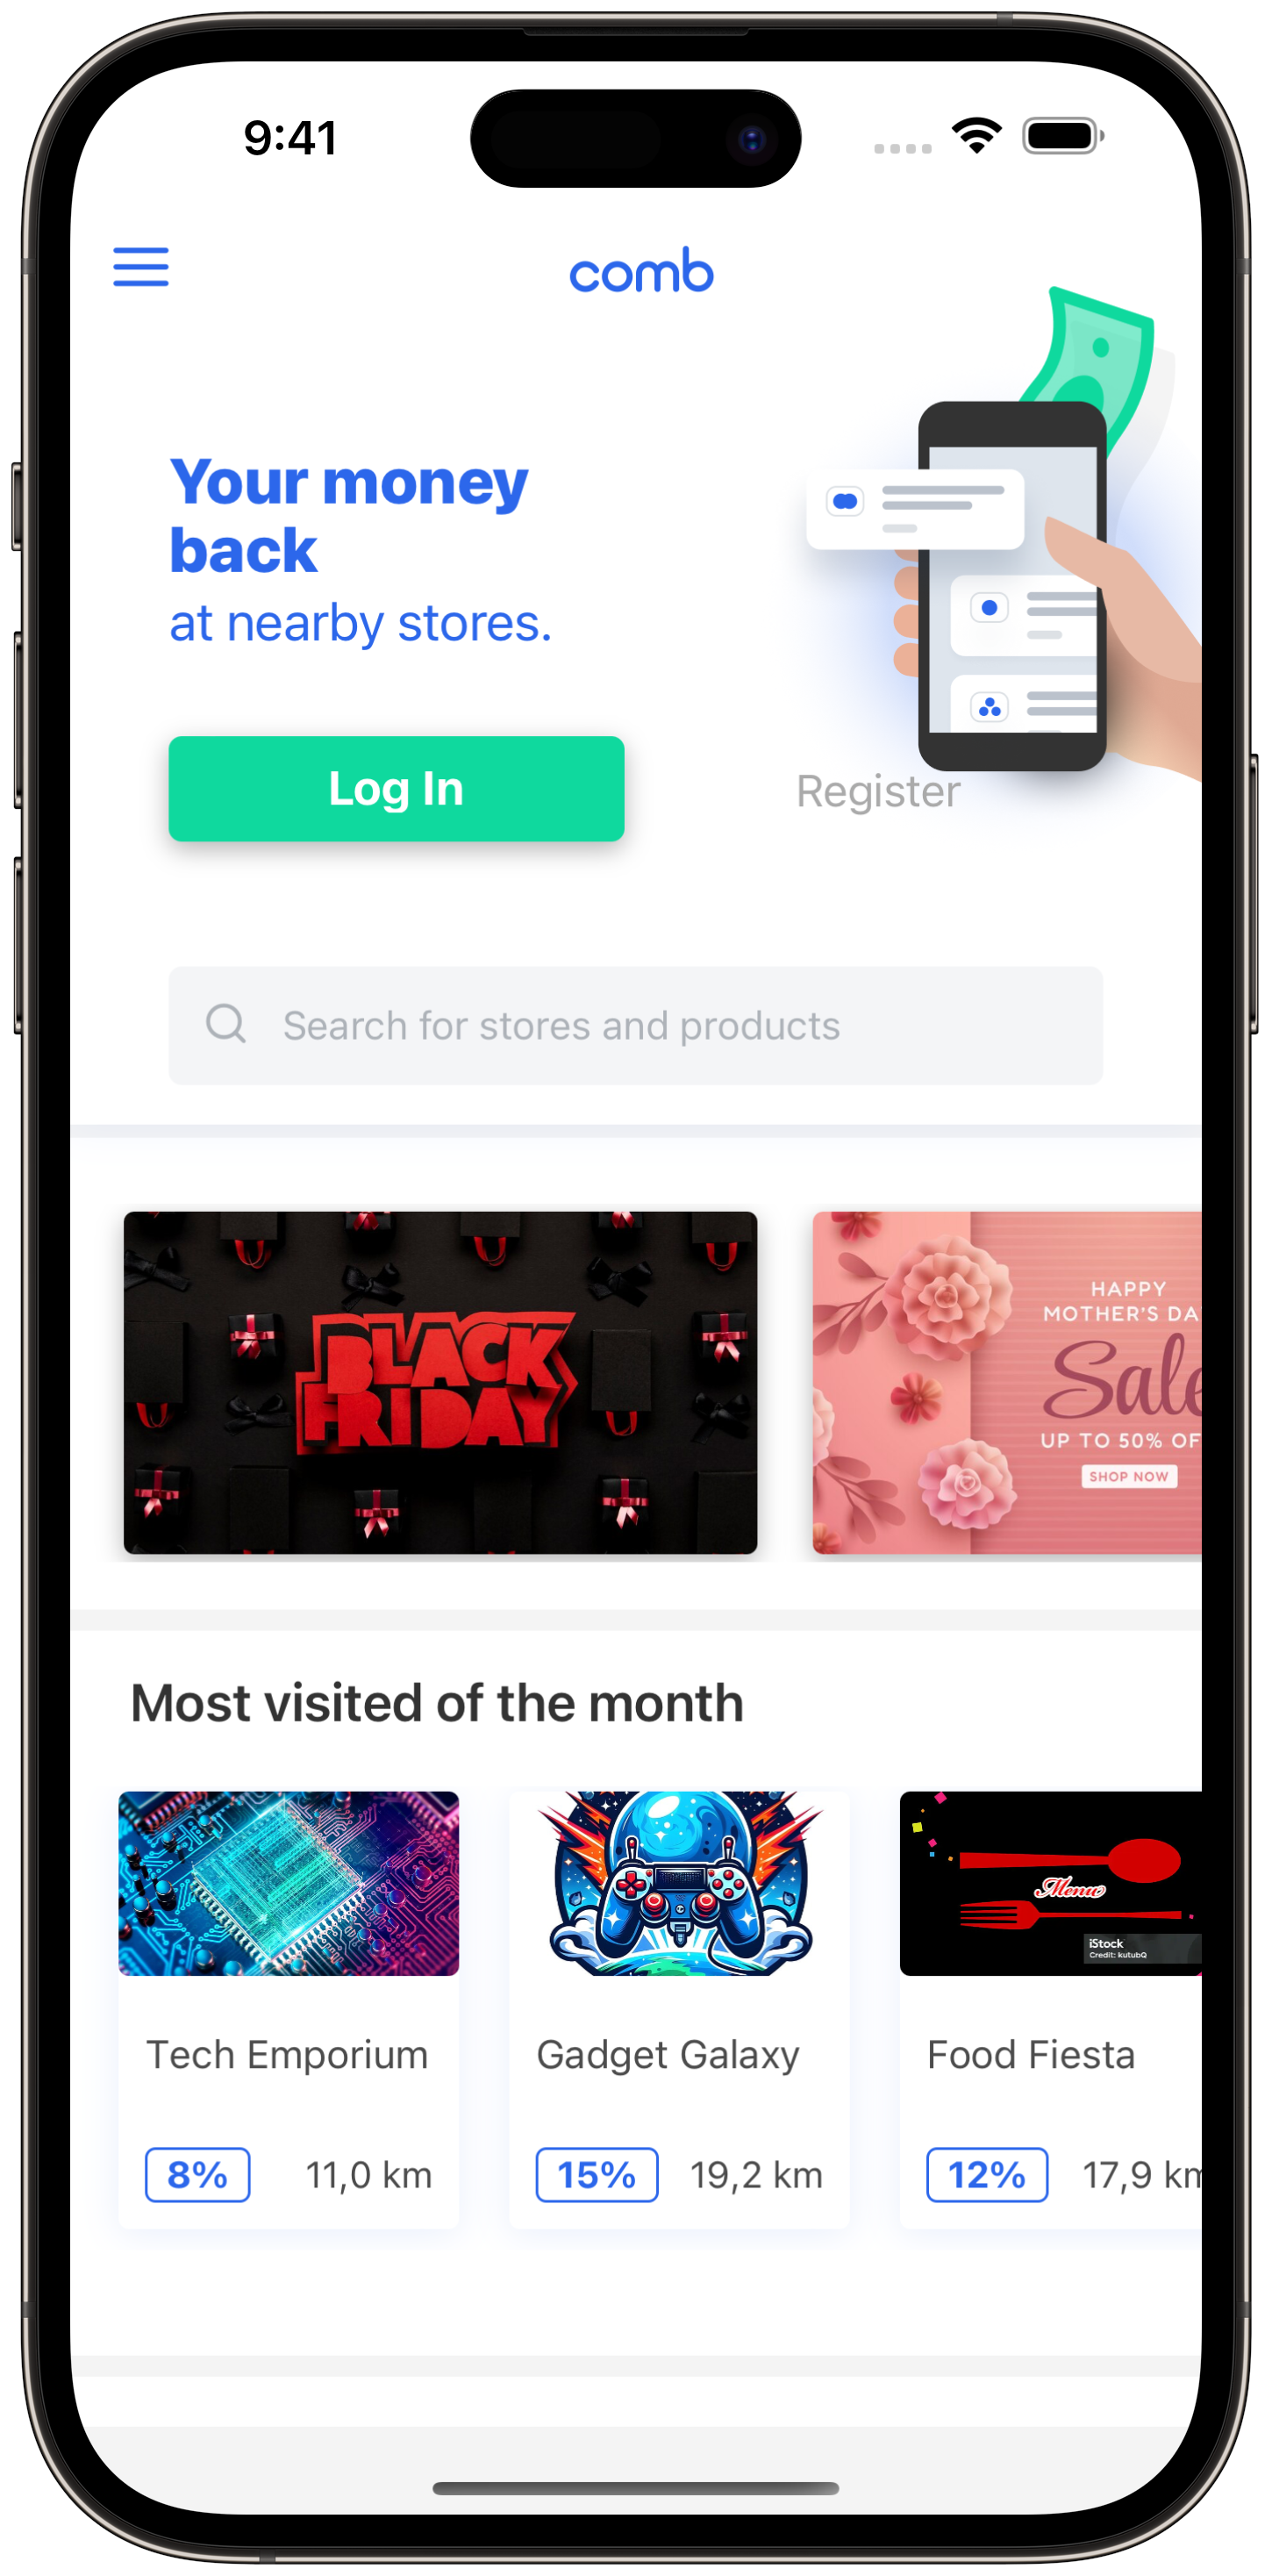 9:41
comb
Your money
back
at nearby stores.
Log In
Register
Search for stores and products
BLACK
FRIDAY
HAPPY
MOTHER'S DA
Sale
UP TO 50% OF
SHOP NOW
Most visited of the month
Menu
iStock
Credit: kutubQ
Tech Emporium
Gadget Galaxy
Food Fiesta
8% 11,0 km
15% 19,2 km
12% 17,9 km